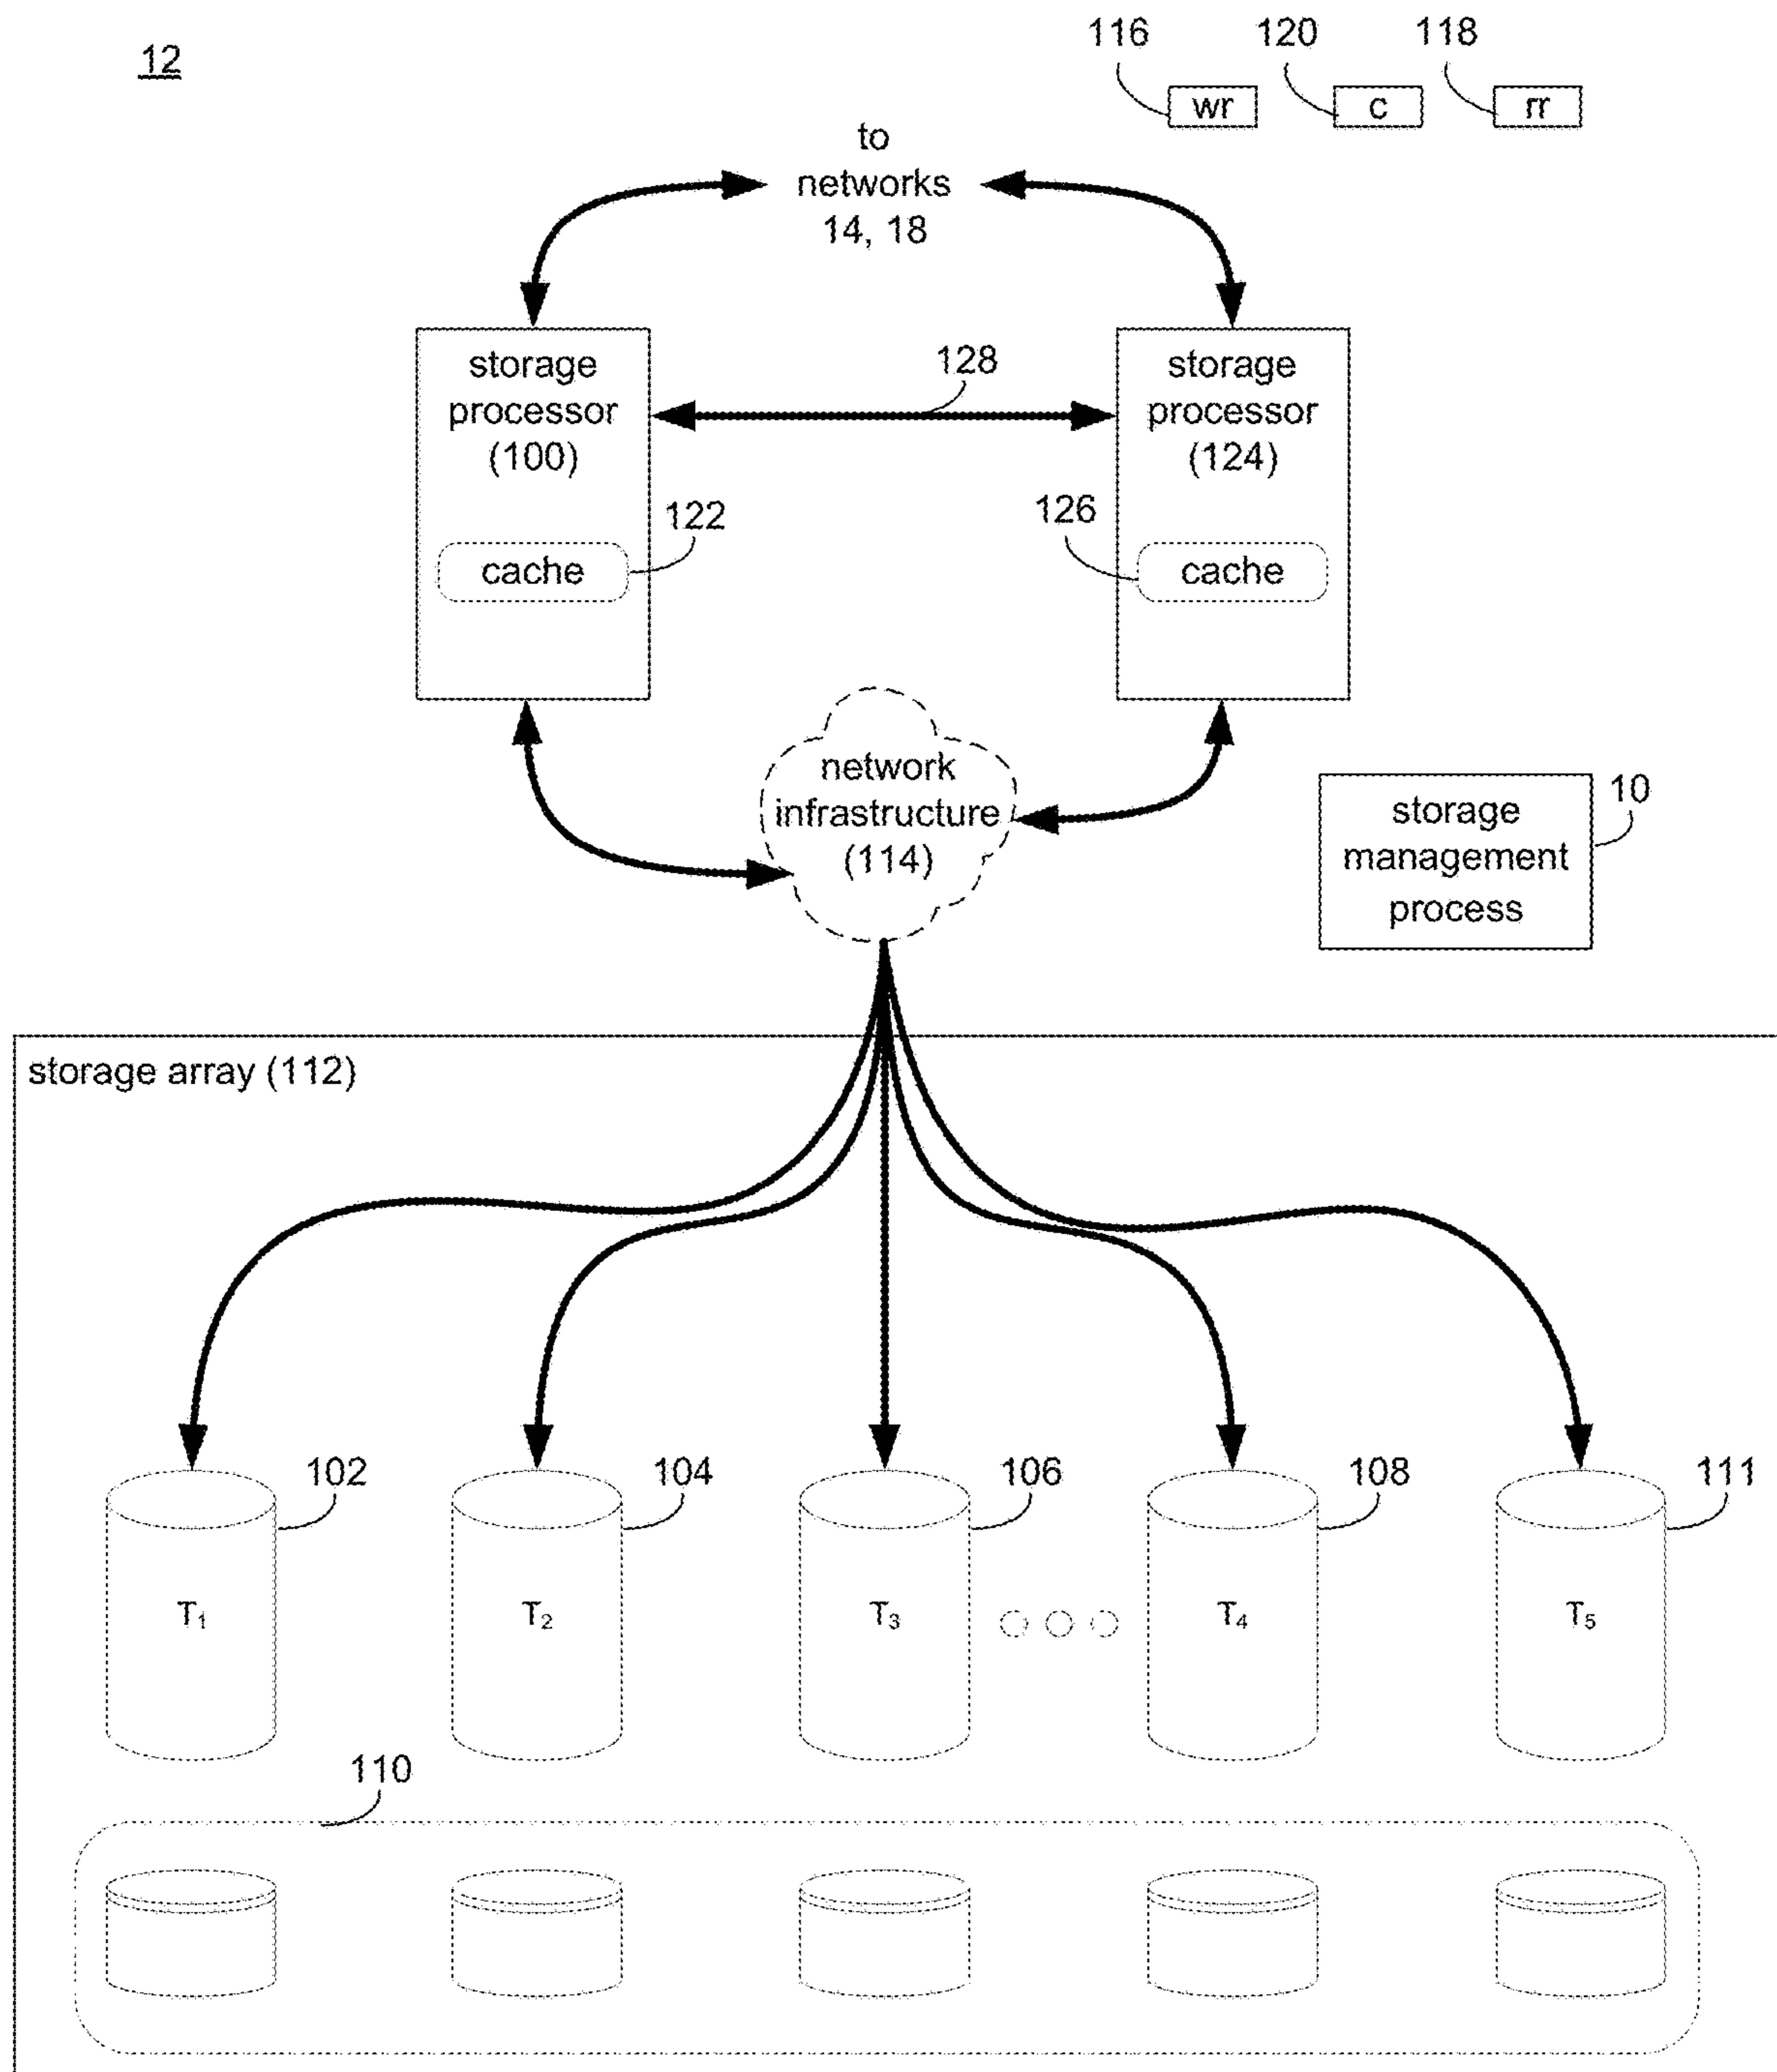 12
116
120
118
wr
c
rr
to
networks
14, 18
storage
processor
(100)
128
storage
processor
(124)
122
126
cache
cache
network
infrastructure
(114)
10
storage
management
process
storage array (112)
102
104
106
108
111
T₁
T₂
T₃
T₄
T₅
110